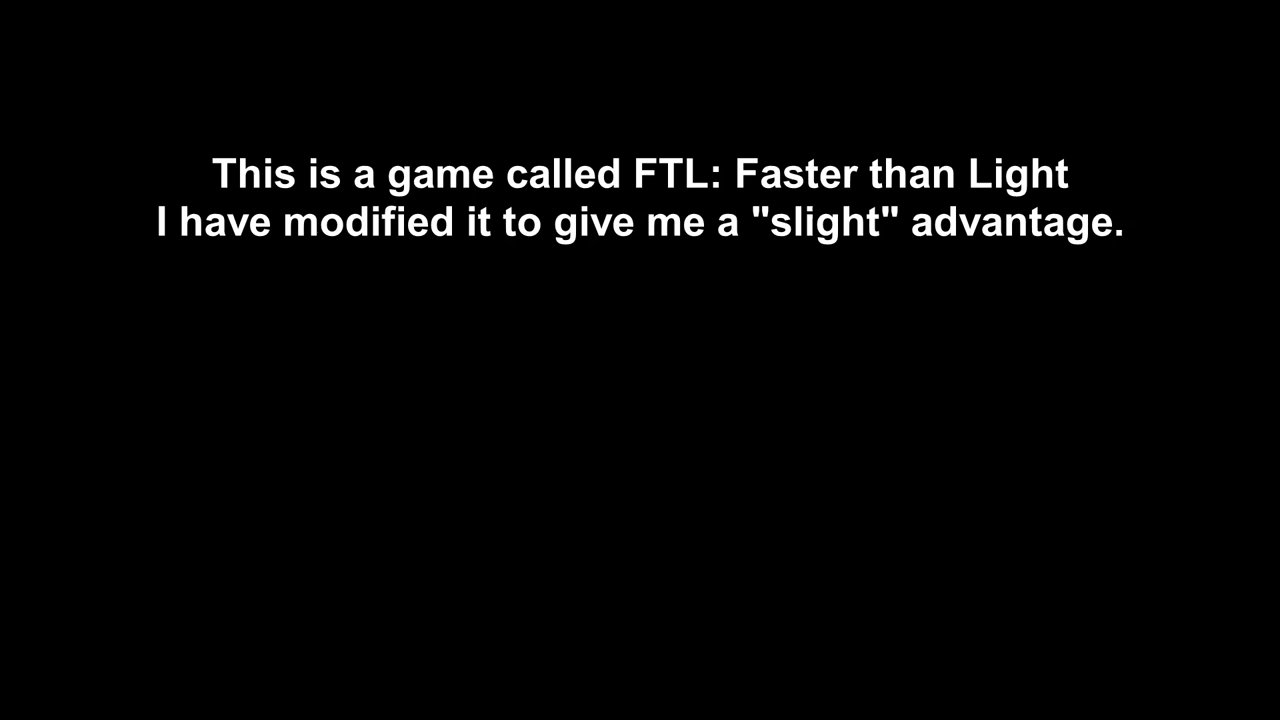 This is a game called FTL: Faster than Light
I have modified it to give me a "slight" advantage.